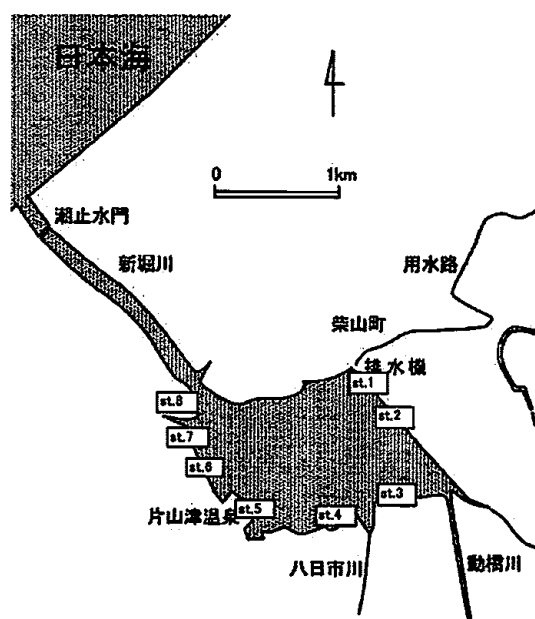 日本海
0 1km
潮止水門
新堀川
用水路
柴山町
排水機
st.1
st.8
st.2
st.7
st.6
st.3
st.5
st.4
片山津温泉
八日市川
動橋川